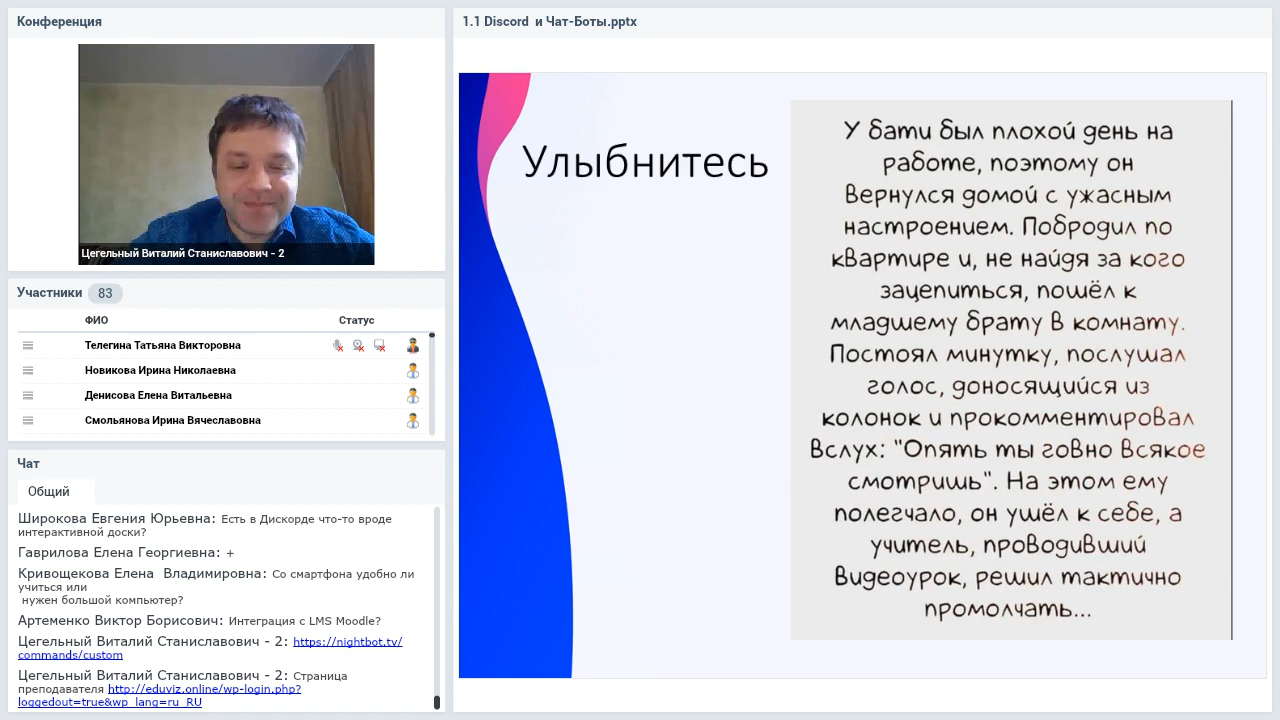 Конференция
Цегельный Виталий Станиславович - 2
Участники 83
ФИО Статус
Телегина Татьяна Викторовна
Новикова Ирина Николаевна
Денисова Елена Витальевна
Смольянова Ирина Вячеславовна
Чат
Общий
Широкова Евгения Юрьевна: Есть в Дискорде что-то вроде
интерактивной доски?
Гаврилова Елена Георгиевна: +
Кривощекова Елена Владимировна: Со смартфона удобно ли
учиться или
нужен большой компьютер?
Артеменко Виктор Борисович: Интеграция с LMS Moodle?
Цегельный Виталий Станиславович - 2: https://nightbot.tv/
commands/custom
Цегельный Виталий Станиславович - 2: Страница
преподавателя http://eduviz.online/wp-login.php?
loggedout=true&wp_lang=ru_RU
1.1 Discord и Чат-Боты.pptx
Улыбнитесь
У бати был плохой день на
работе, поэтому он
вернулся домой с ужасным
настроением. Побродил по
квартире и, не найдя за кого
зацепиться, пошёл к
младшему брату в комнату.
Постоял минутку, послушал
голос, доносящийся из
колонок и прокомментировал
вслух: "Опять ты говно всякое
смотришь". На этом ему
полегчало, он ушёл к себе, а
учитель, проводивший
видеоурок, решил тактично
промолчать...